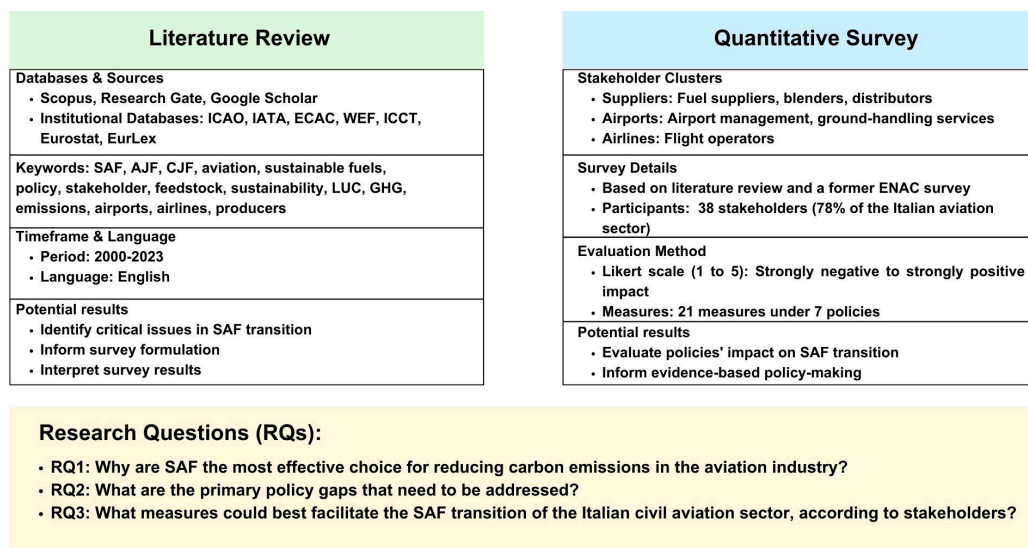 Literature Review
Databases & Sources
• Scopus, Research Gate, Google Scholar
• Institutional Databases: ICAO, IATA, ECAC, WEF, ICCT,
Eurostat, EurLex
Keywords: SAF, AJF, CJF, aviation, sustainable fuels,
policy, stakeholder, feedstock, sustainability, LUC, GHG,
emissions, airports, airlines, producers
Timeframe & Language
• Period: 2000-2023
• Language: English
Potential results
• Identify critical issues in SAF transition
• Inform survey formulation
• Interpret survey results
Quantitative Survey
Stakeholder Clusters
• Suppliers: Fuel suppliers, blenders, distributors
• Airports: Airport management, ground-handling services
• Airlines: Flight operators
Survey Details
• Based on literature review and a former ENAC survey
• Participants: 38 stakeholders (78% of the Italian aviation
sector)
Evaluation Method
• Likert scale (1 to 5): Strongly negative to strongly positive
impact
• Measures: 21 measures under 7 policies
Potential results
• Evaluate policies' impact on SAF transition
• Inform evidence-based policy-making
Research Questions (RQs):
• RQ1: Why are SAF the most effective choice for reducing carbon emissions in the aviation industry?
• RQ2: What are the primary policy gaps that need to be addressed?
• RQ3: What measures could best facilitate the SAF transition of the Italian civil aviation sector, according to stakeholders?